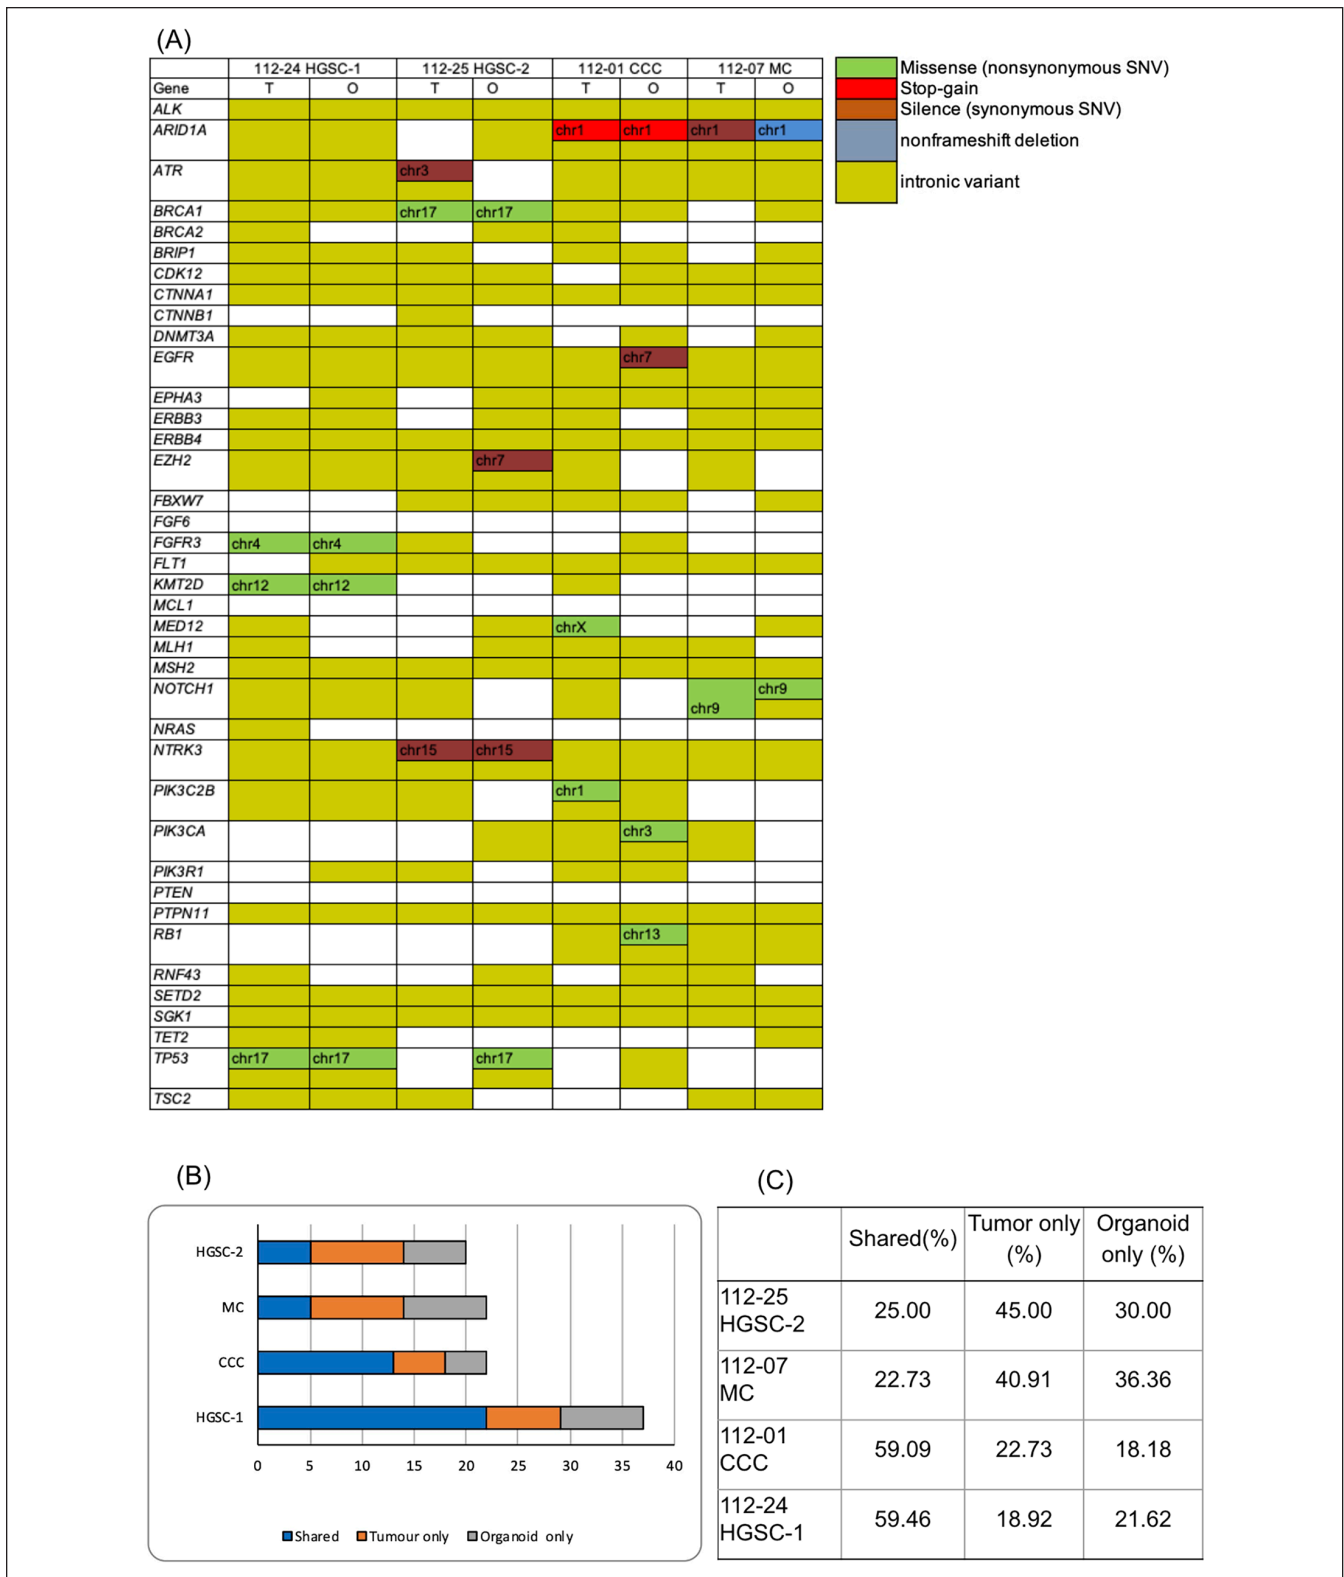 (A)
112-24 HGSC-1 112-25 HGSC-2 112-01 CCC 112-07 MC
Gene T O T O T O T O
ALK
ARID1A chr1 chr1 chr1 chr1
ATR chr3
BRCA1 chr17 chr17
BRCA2
BRIP1
CDK12
CTNNA1
CTNNB1
DNMT3A
EGFR chr7
EPHA3
ERBB3
ERBB4
EZH2 chr7
FBXW7
FGF6
FGFR3 chr4 chr4
FLT1
KMT2D chr12 chr12
MCL1
MED12 chrX
MLH1
MSH2
NOTCH1 chr9 chr9
NRAS
NTRK3 chr15 chr15
PIK3C2B chr1
PIK3CA chr3
PIK3R1
PTEN
PTPN11
RB1 chr13
RNF43
SETD2
SGK1
TET2
TP53 chr17 chr17 chr17
TSC2
Missense (nonsynonymous SNV)
Stop-gain
Silence (synonymous SNV)
nonframeshift deletion
intronic variant
(B)
HGSC-2
MC
CCC
HGSC-1
0 5 10 15 20 25 30 35 40
Shared Tumour only Organoid only
(C)
Shared(%) Tumor only (%) Organoid only (%)
112-25 HGSC-2 25.00 45.00 30.00
112-07 MC 22.73 40.91 36.36
112-01 CCC 59.09 22.73 18.18
112-24 HGSC-1 59.46 18.92 21.62